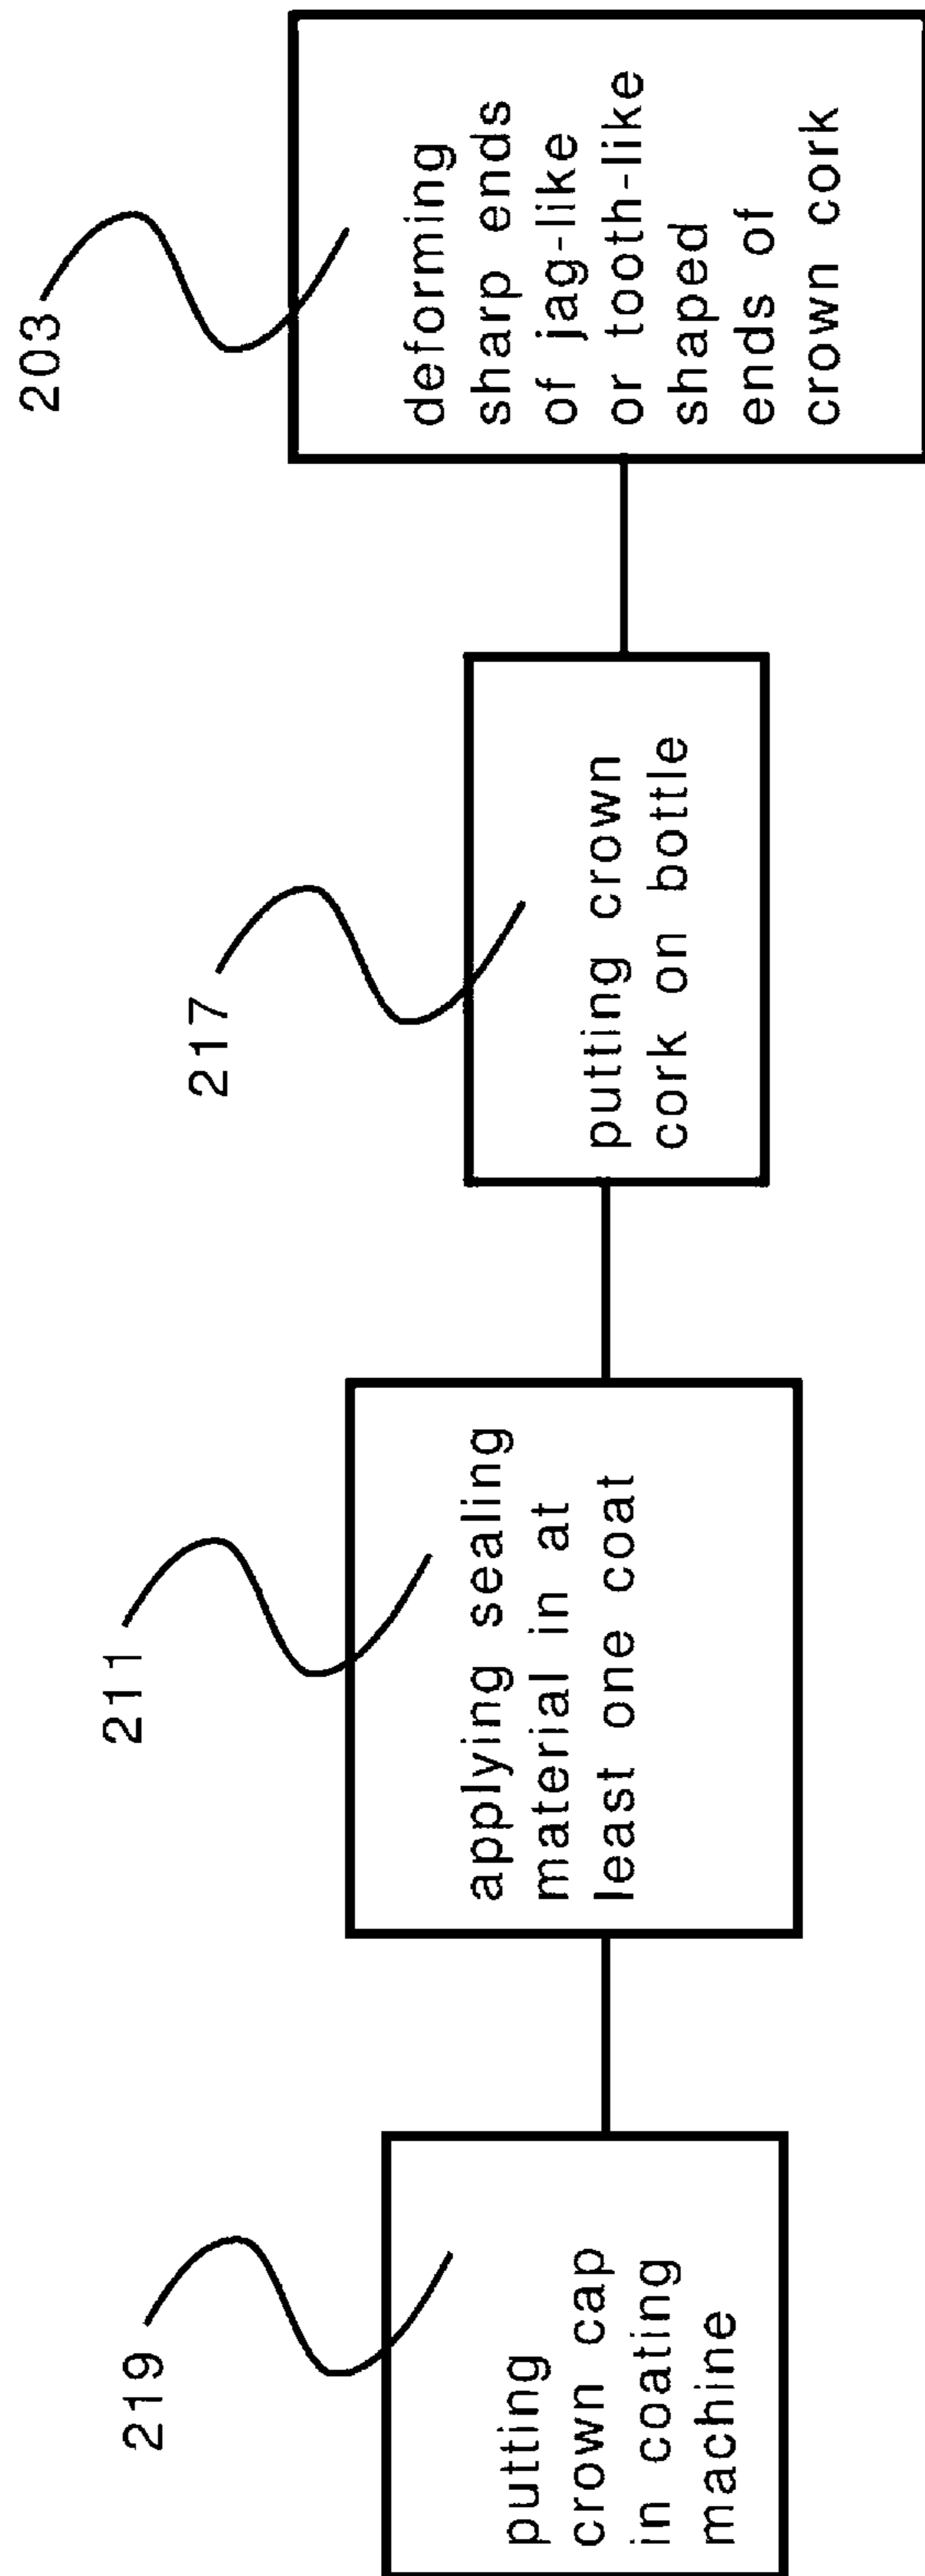 219
putting
crown cap
in coating
machine
211
applying sealing
material in at
least one coat
217
putting crown
cork on bottle
203
deforming
sharp ends
of jag-like
or tooth-like
shaped
ends of
crown cork